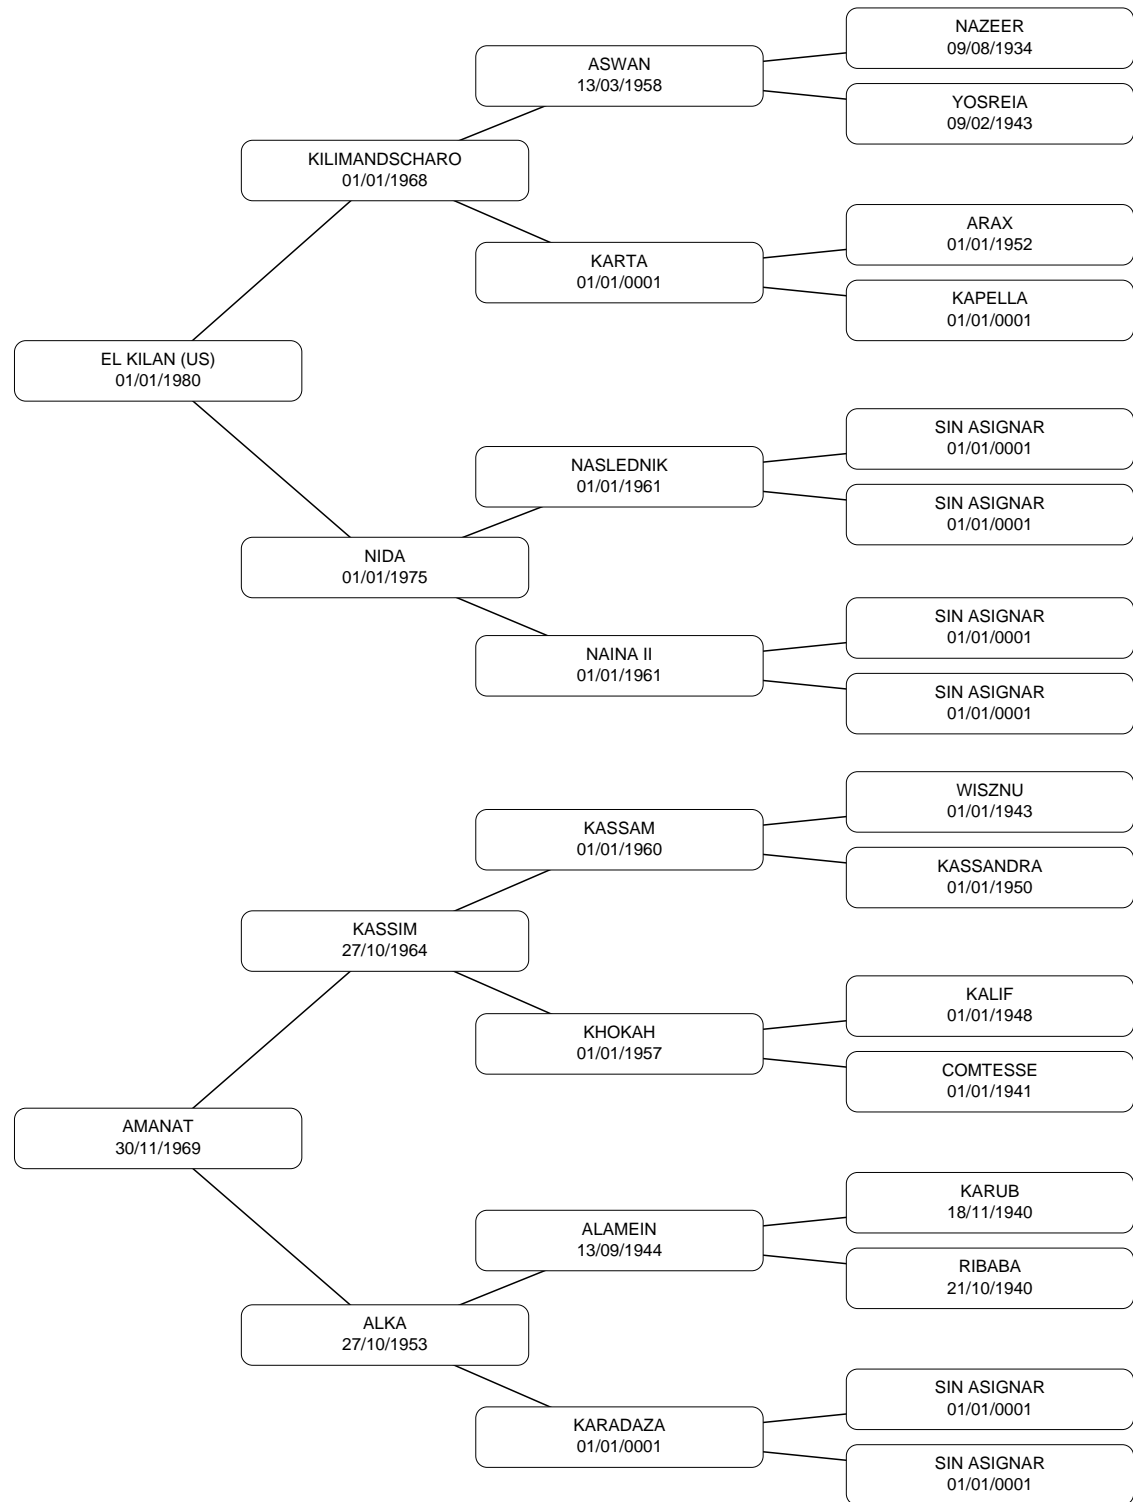 NAZEER
09/08/1934
ASWAN
13/03/1958
YOSREIA
09/02/1943
KILIMANDSCHARO
01/01/1968
ARAX
01/01/1952
KARTA
01/01/0001
KAPELLA
01/01/0001
EL KILAN (US)
01/01/1980
SIN ASIGNAR
01/01/0001
NASLEDNIK
01/01/1961
SIN ASIGNAR
01/01/0001
NIDA
01/01/1975
SIN ASIGNAR
01/01/0001
NAINA II
01/01/1961
SIN ASIGNAR
01/01/0001
WISZNU
01/01/1943
KASSAM
01/01/1960
KASSANDRA
01/01/1950
KASSIM
27/10/1964
KALIF
01/01/1948
KHOKAH
01/01/1957
COMTESSE
01/01/1941
AMANAT
30/11/1969
KARUB
18/11/1940
ALAMEIN
13/09/1944
RIBABA
21/10/1940
ALKA
27/10/1953
SIN ASIGNAR
01/01/0001
KARADAZA
01/01/0001
SIN ASIGNAR
01/01/0001